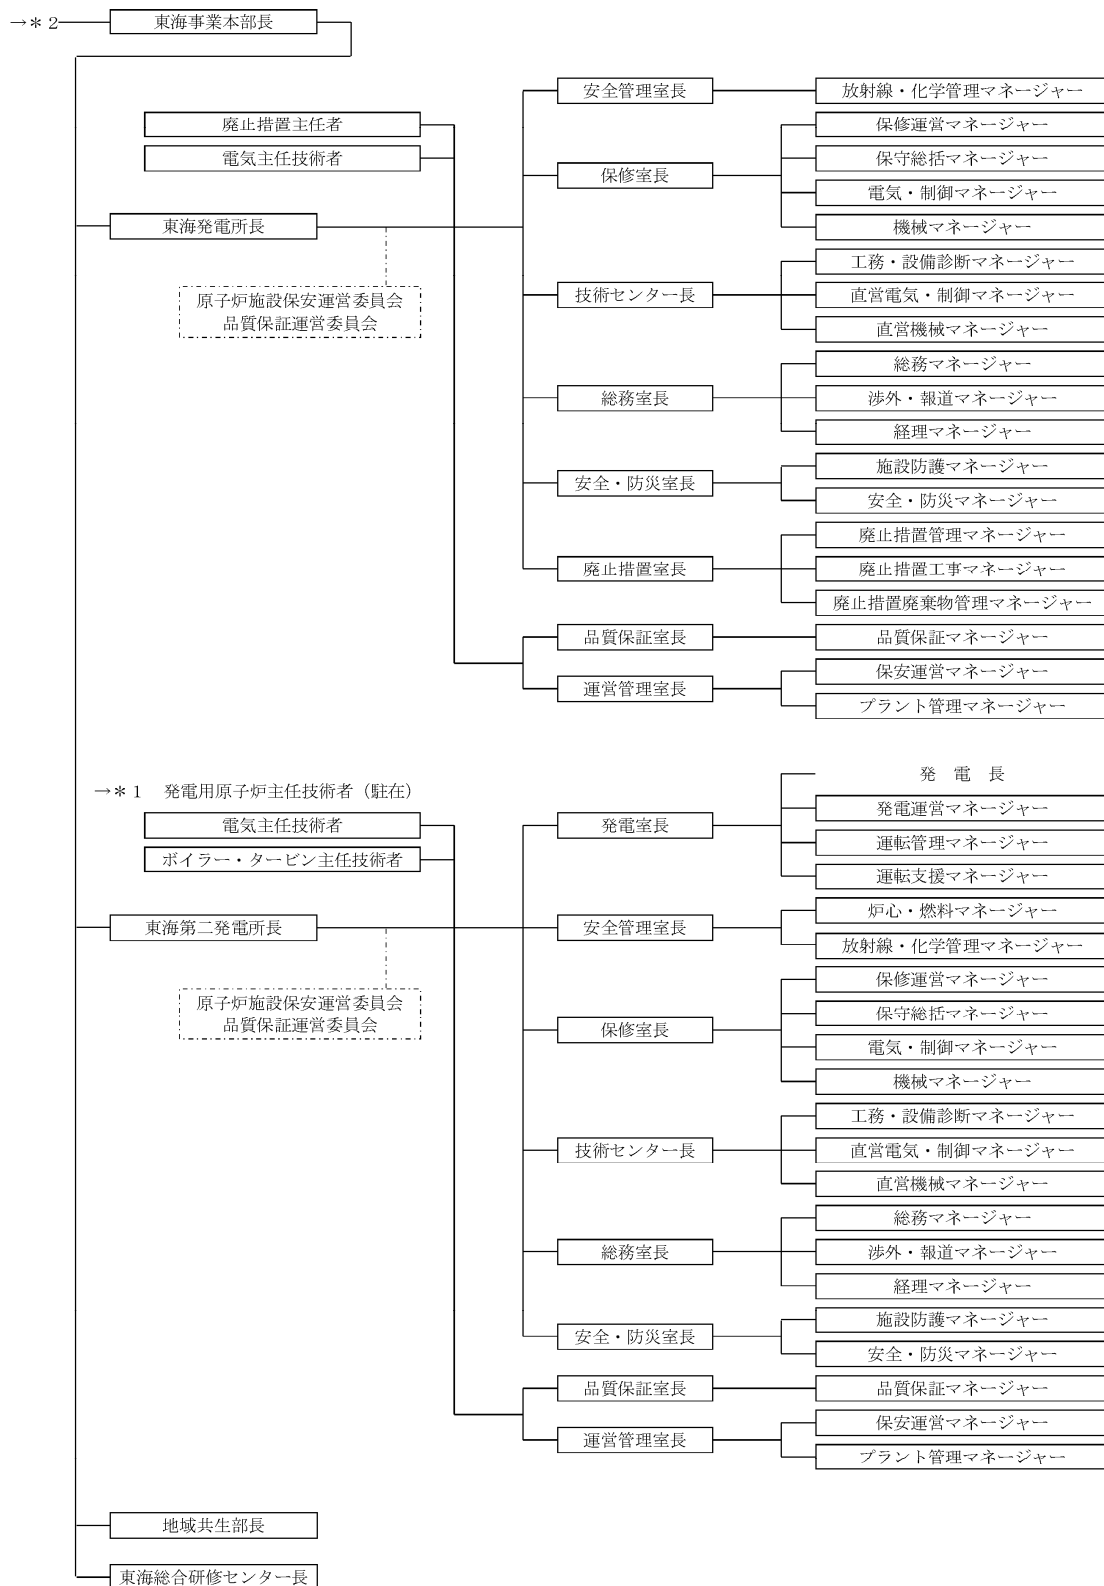 →＊2
東海事業本部長
安全管理室長
放射線・化学管理マネージャー
廃止措置主任者
保修運営マネージャー
電気主任技術者
保守総括マネージャー
保修室長
電気・制御マネージャー
東海発電所長
機械マネージャー
工務・設備診断マネージャー
原子炉施設保安運営委員会
品質保証運営委員会
技術センター長
直営電気・制御マネージャー
直営機械マネージャー
総務マネージャー
総務室長
渉外・報道マネージャー
経理マネージャー
施設防護マネージャー
安全・防災室長
安全・防災マネージャー
廃止措置管理マネージャー
廃止措置室長
廃止措置工事マネージャー
廃止措置廃棄物管理マネージャー
品質保証室長
品質保証マネージャー
保安運営マネージャー
運営管理室長
プラント管理マネージャー
発　電　長
→＊1　発電用原子炉主任技術者（駐在）
発電運営マネージャー
電気主任技術者
発電室長
運転管理マネージャー
ボイラー・タービン主任技術者
運転支援マネージャー
炉心・燃料マネージャー
東海第二発電所長
安全管理室長
放射線・化学管理マネージャー
保修運営マネージャー
原子炉施設保安運営委員会
品質保証運営委員会
保守総括マネージャー
保修室長
電気・制御マネージャー
機械マネージャー
工務・設備診断マネージャー
技術センター長
直営電気・制御マネージャー
直営機械マネージャー
総務マネージャー
総務室長
渉外・報道マネージャー
経理マネージャー
施設防護マネージャー
安全・防災室長
安全・防災マネージャー
品質保証室長
品質保証マネージャー
保安運営マネージャー
運営管理室長
プラント管理マネージャー
地域共生部長
東海総合研修センター長